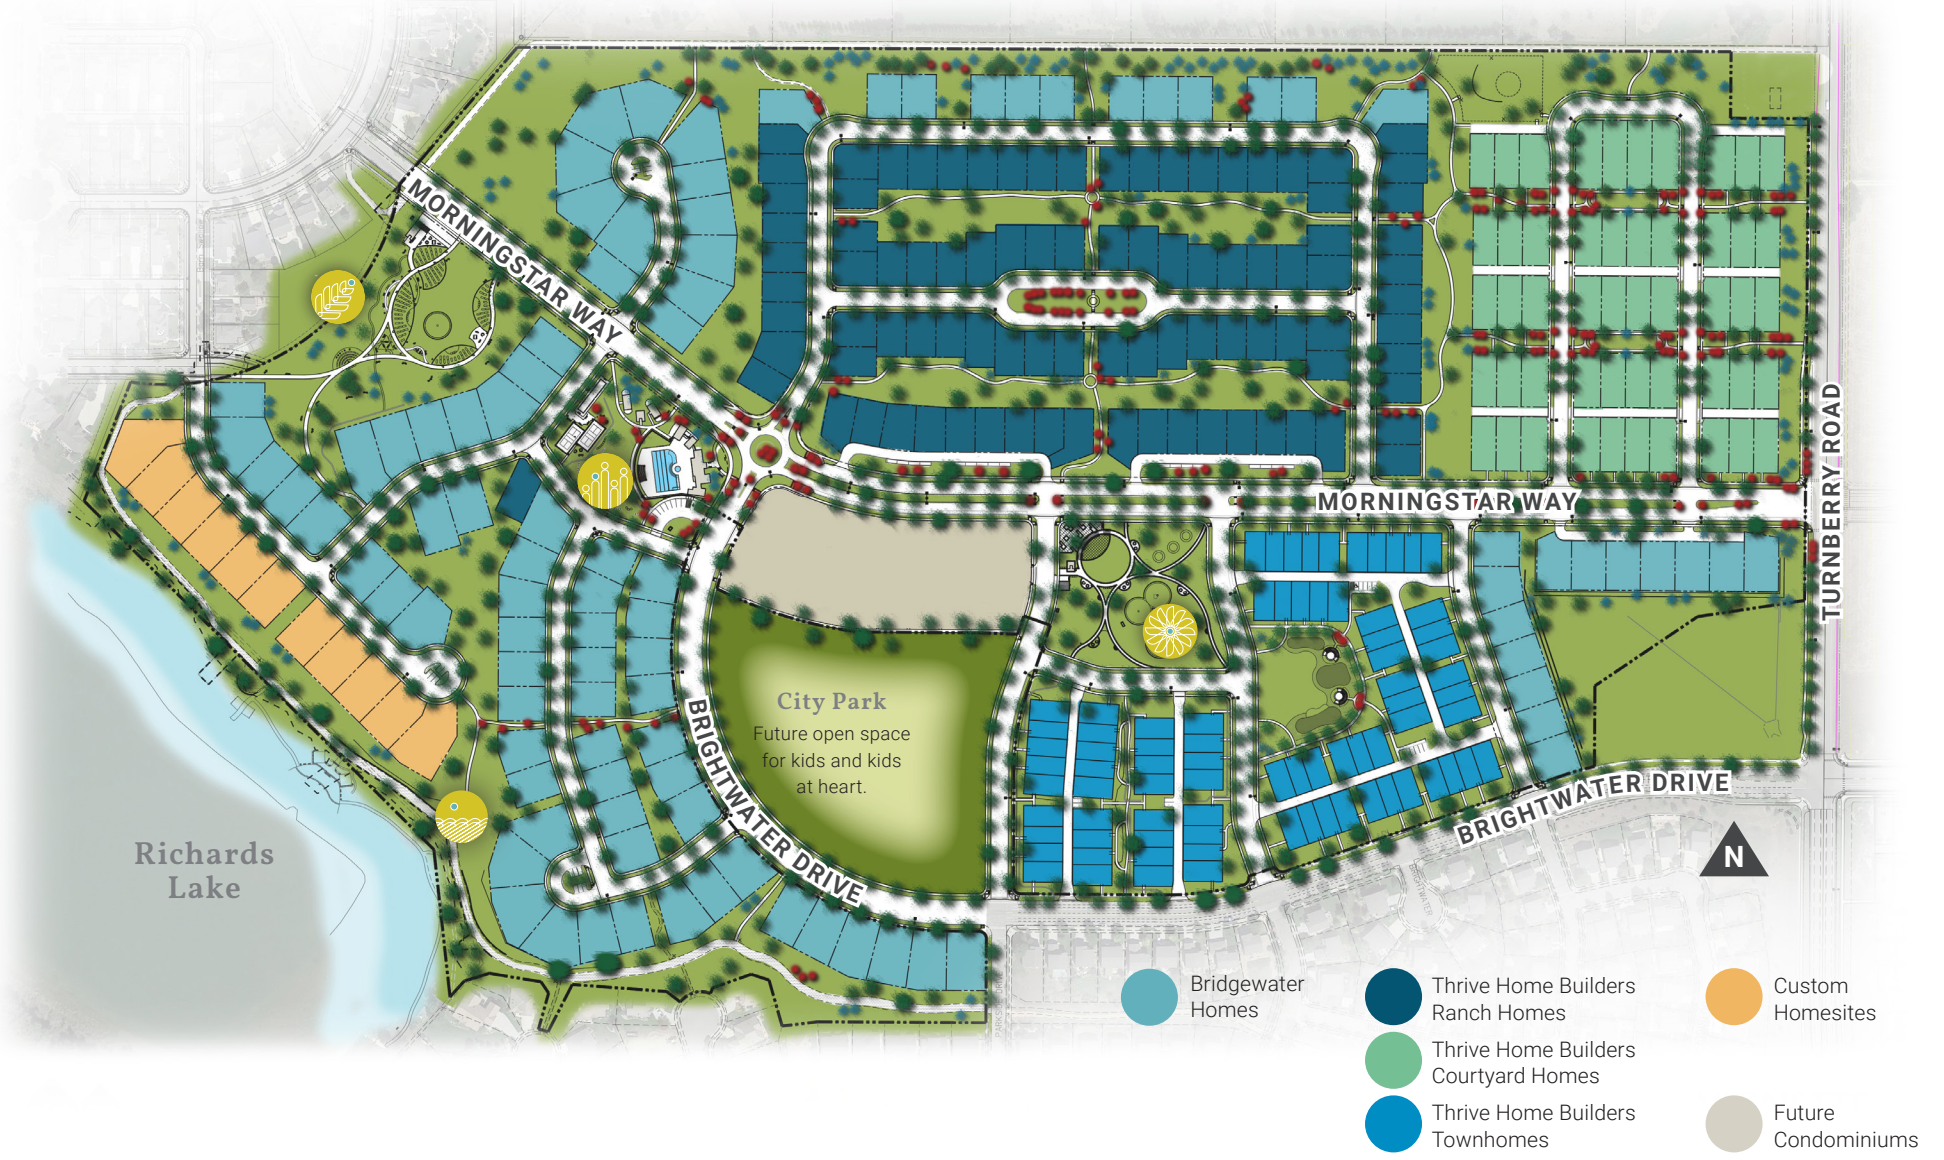 MORNINGSTAR WAY
TURNBERRY ROAD
MORNINGSTAR WAY
City Park
Future open space
for kids and kids
at heart.
BRIGHTWATER DRIVE
BRIGHTWATER DRIVE
Richards
Lake
N
Bridgewater
Homes
Thrive Home Builders
Ranch Homes
Custom
Homesites
Thrive Home Builders
Courtyard Homes
Thrive Home Builders
Townhomes
Future
Condominiums